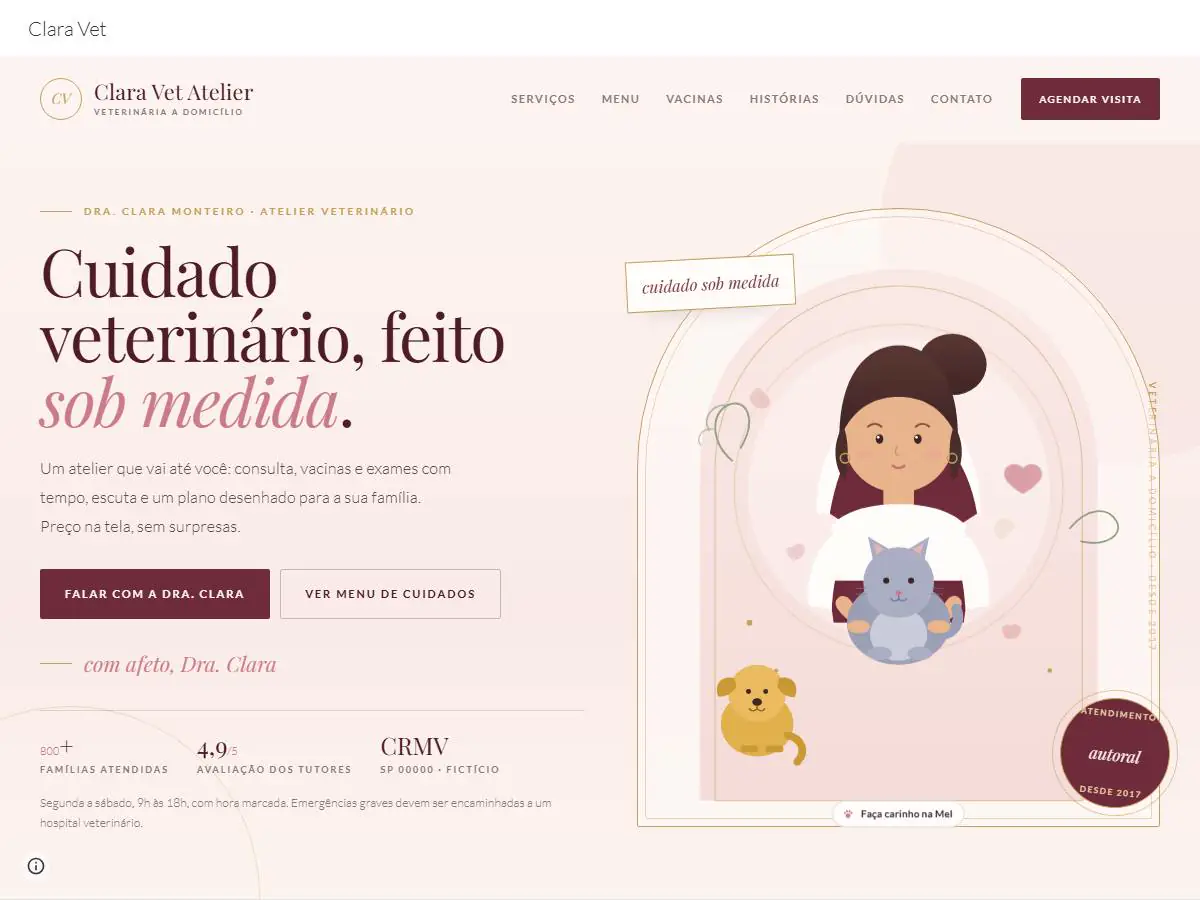 Clara Vet
CV
Clara Vet Atelier
VETERINÁRIA A DOMICÍLIO
SERVIÇOS
MENU
VACINAS
HISTÓRIAS
DÚVIDAS
CONTATO
AGENDAR VISITA
DRA. CLARA MONTEIRO · ATELIER VETERINÁRIO
Cuidado
veterinário, feito
sob medida.
Um atelier que vai até você: consulta, vacinas e exames com
tempo, escuta e um plano desenhado para a sua família.
Preço na tela, sem surpresas.
FALAR COM A DRA. CLARA
VER MENU DE CUIDADOS
com afeto, Dra. Clara
800+
FAMÍLIAS ATENDIDAS
4,9/5
AVALIAÇÃO DOS TUTORES
CRMV
SP 00000 · FICTÍCIO
Segunda a sábado, 9h às 18h, com hora marcada. Emergências graves devem ser encaminhadas a um
hospital veterinário.
cuidado sob medida
VETERINÁRIA A DOMICÍLIO · DESDE 2017
ATENDIMENTO
autoral
DESDE 2017
Faça carinho na Mel